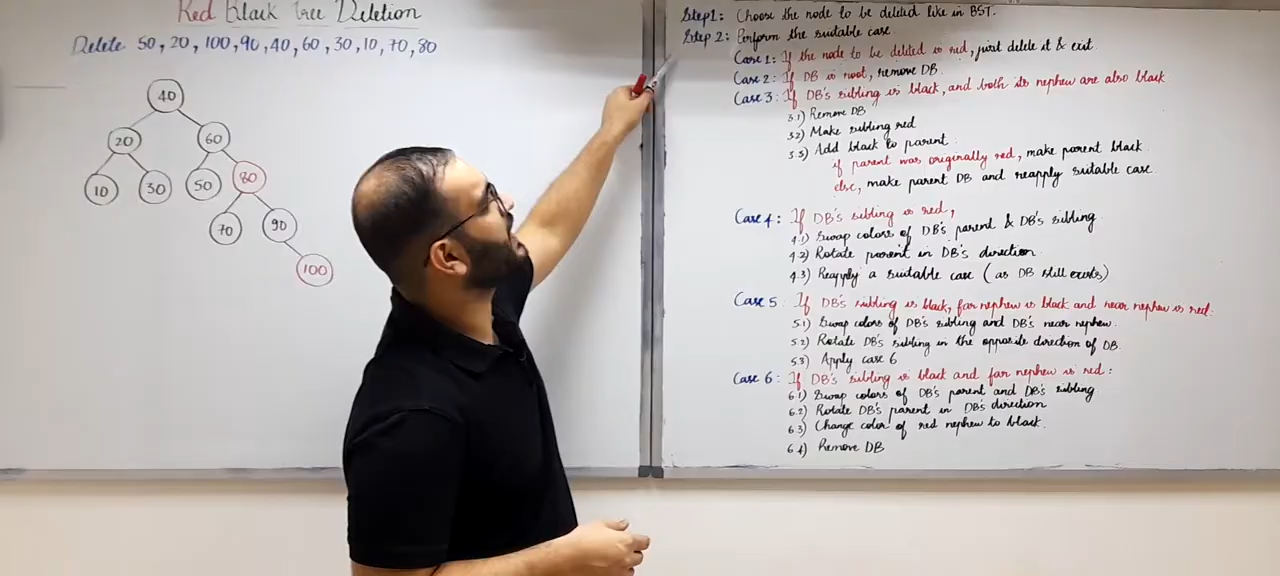 Red Black Tree Deletion
Delete 50, 20, 100, 90, 40, 60, 30, 10, 70, 80
40
20 60
10 30 50 80
70 90
100
Step1: Choose the node to be deleted like in BST.
Step 2: Perform the suitable case
Case 1: If the node to be deleted is red, just delete it & exit
Case 2: If DB is root, remove DB.
Case 3: If DB's sibling is black, and both its nephew are also black
3.1) Remove DB
3.2) Make sibling red
3.3) Add black to parent
if parent was originally red, make parent black
else, make parent DB and reapply suitable case.
Case 4: If DB's sibling is red,
4.1) Swap colors of DB's parent & DB's sibling
4.2) Rotate parent in DB's direction
4.3) Reapply a suitable case (as DB still exists)
Case 5: If DB's sibling is black, far nephew is black and near nephew is red:
5.1) Swap colors of DB's sibling and DB's near nephew.
5.2) Rotate DB's sibling in the opposite direction of DB.
5.3) Apply case 6
Case 6: If DB's sibling is black and far nephew is red:
6.1) Swap colors of DB's parent and DB's sibling
6.2) Rotate DB's parent in DB's direction
6.3) Change color of red nephew to black.
6.4) Remove DB